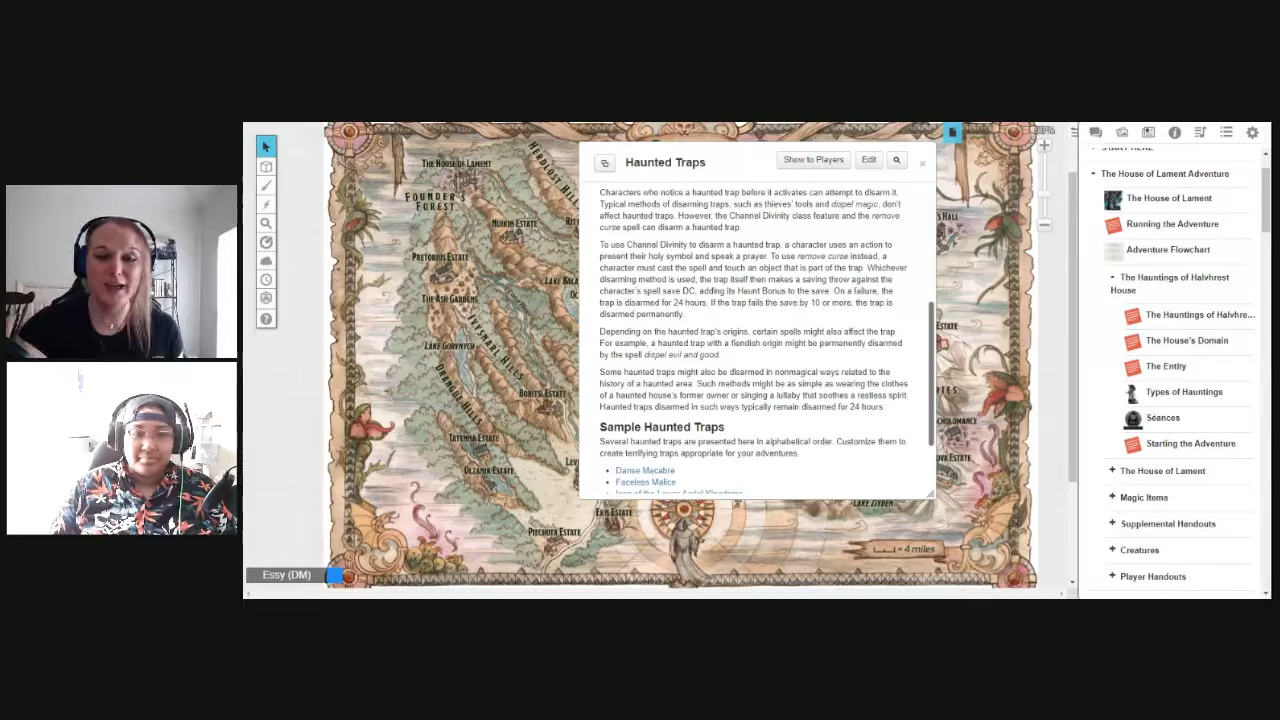 THE HOUSE OF LAMENT
FOUNDER'S
FOREST
MUIKIM ESTATE
PRETORIUS ESTATE
THE ASH GARDENS
LAKE GORNYCH
BORITSI ESTATE
TATENNA ESTATE
OLZANIK ESTATE
ERIS ESTATE
PIECHOTA ESTATE
LAKE ZIYDEN
= 4 miles
Essy (DM)
Haunted Traps
Show to Players
Edit
Characters who notice a haunted trap before it activates can attempt to disarm it.
Typical methods of disarming traps, such as thieves' tools and dispel magic, don't
affect haunted traps. However, the Channel Divinity class feature and the remove
curse spell can disarm a haunted trap.
To use Channel Divinity to disarm a haunted trap, a character uses an action to
present their holy symbol and speak a prayer. To use remove curse instead, a
character must cast the spell and touch an object that is part of the trap. Whichever
disarming method is used, the trap itself then makes a saving throw against the
character's spell save DC, adding its Haunt Bonus to the save. On a failure, the
trap is disarmed for 24 hours. If the trap fails the save by 10 or more, the trap is
disarmed permanently.
Depending on the haunted trap's origins, certain spells might also affect the trap.
For example, a haunted trap with a fiendish origin might be permanently disarmed
by the spell dispel evil and good.
Some haunted traps might also be disarmed in nonmagical ways related to the
history of a haunted area. Such methods might be as simple as wearing the clothes
of a haunted house's former owner or singing a lullaby that soothes a restless spirit.
Haunted traps disarmed in such ways typically remain disarmed for 24 hours.
Sample Haunted Traps
Several haunted traps are presented here in alphabetical order. Customize them to
create terrifying traps appropriate for your adventures.
Danse Macabre
Faceless Malice
START HERE
The House of Lament Adventure
The House of Lament
Running the Adventure
Adventure Flowchart
The Hauntings of Halvhrest
House
The Hauntings of Halvhre...
The House's Domain
The Entity
Types of Hauntings
Séances
Starting the Adventure
The House of Lament
Magic Items
Supplemental Handouts
Creatures
Player Handouts